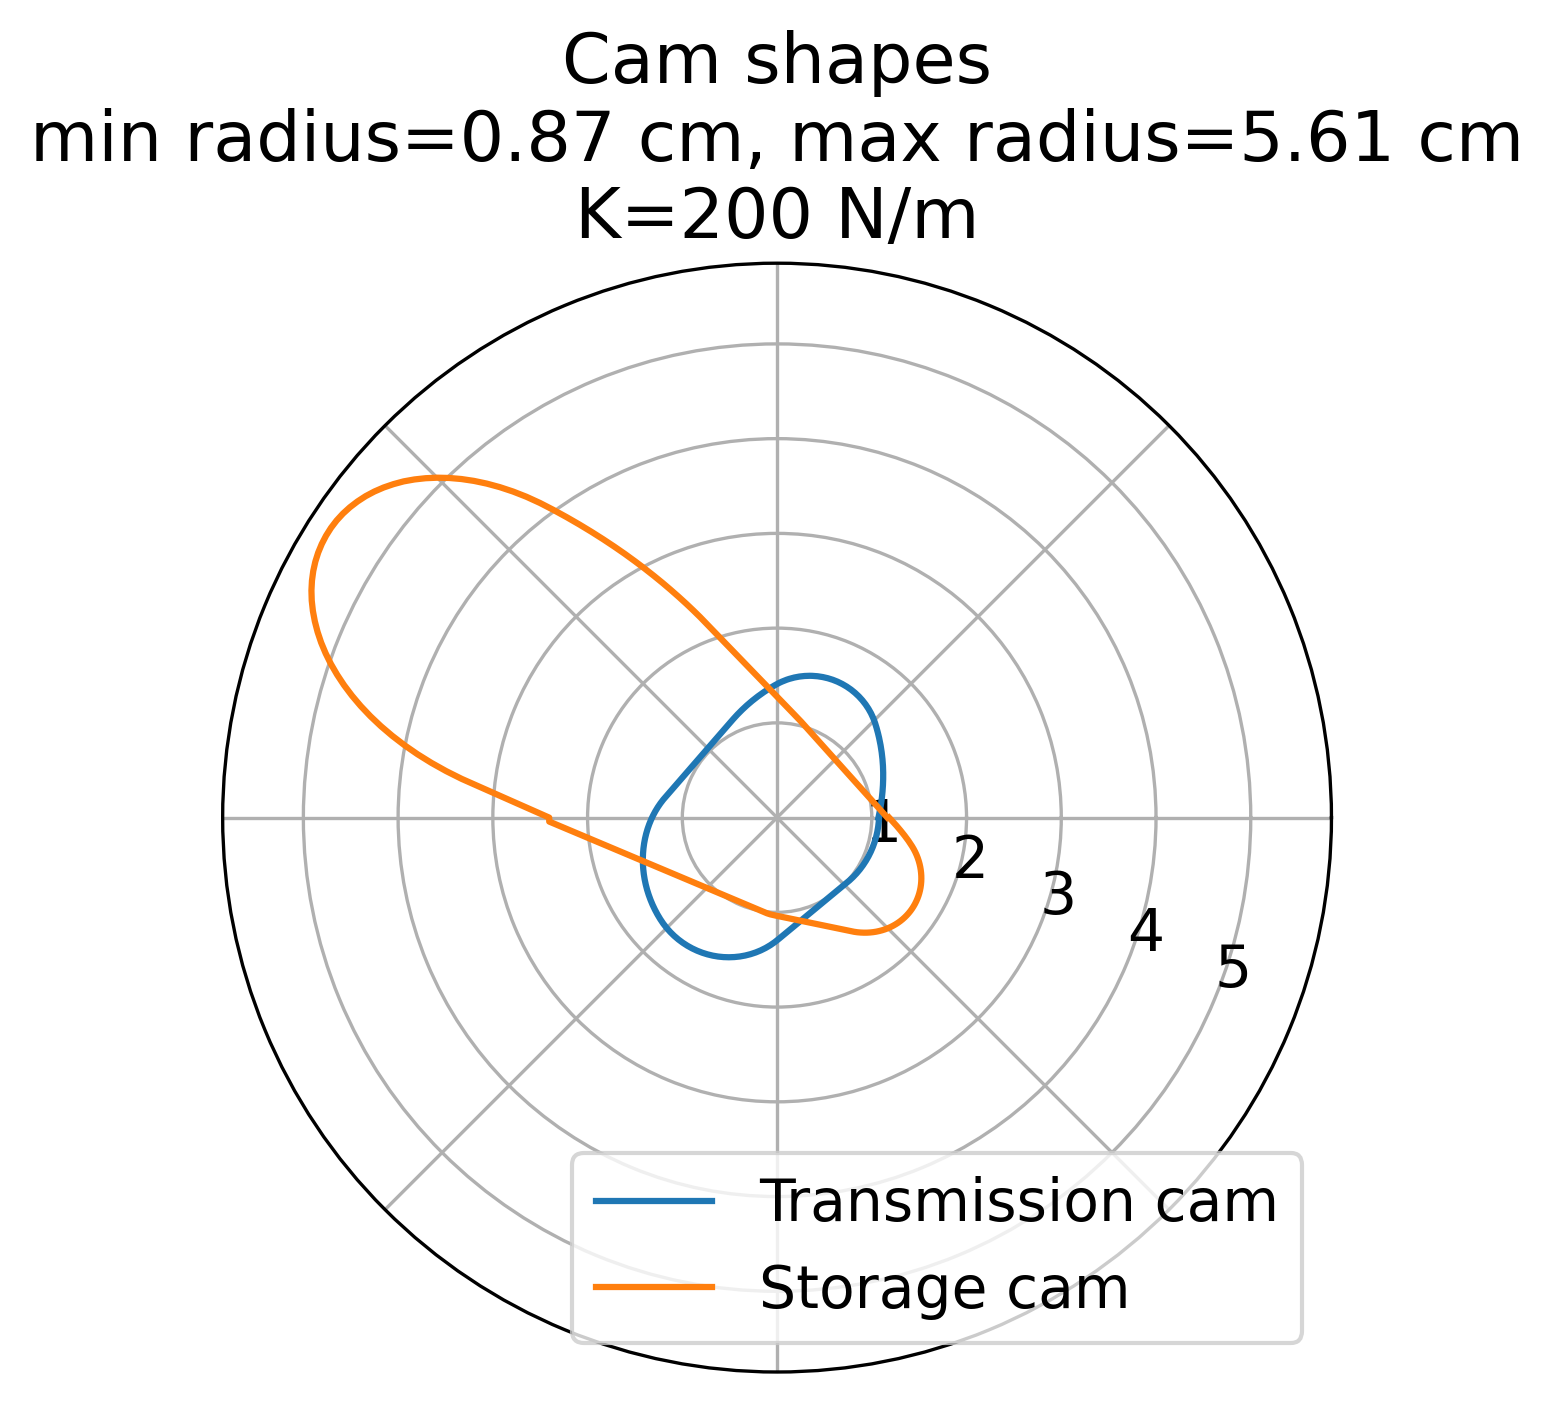 Cam shapes
min radius=0.87 cm, max radius=5.61 cm
K=200 N/m
1
2
3
4
5
Transmission cam
Storage cam